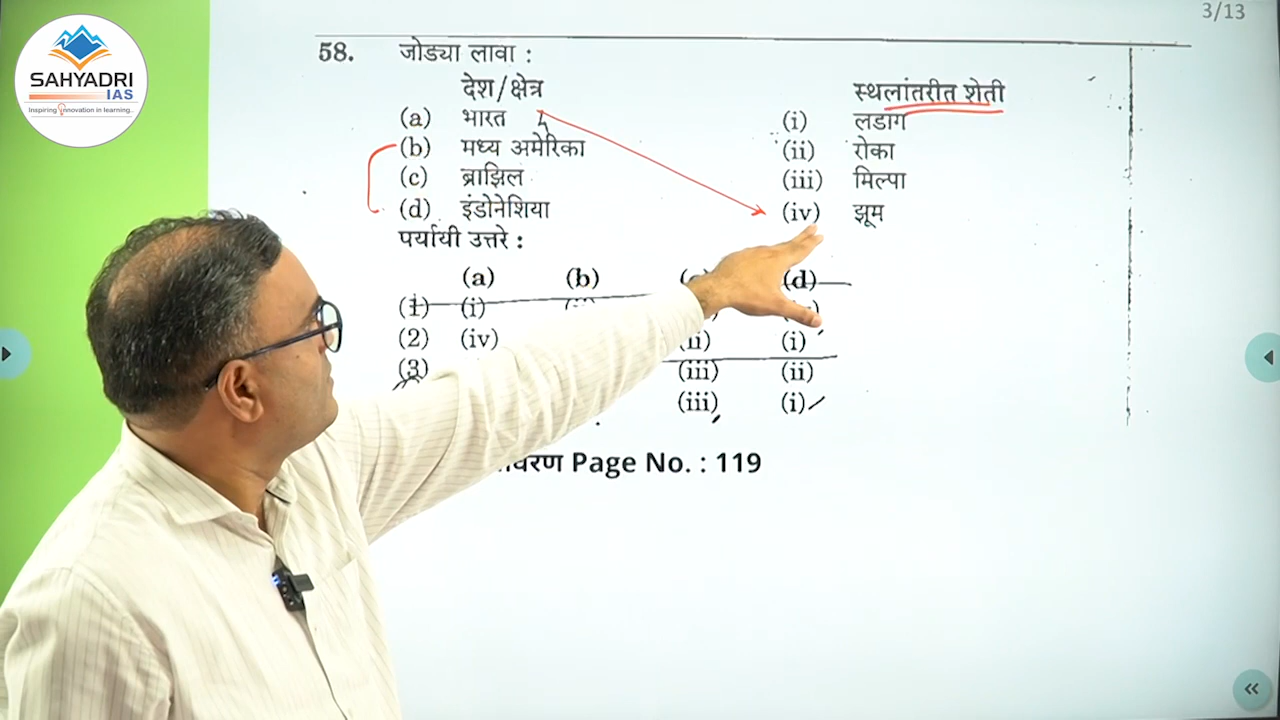 3/13
SAHYADRI
IAS
Inspiring innovation in learning..
58. जोड्या लावा :
देश/क्षेत्र स्थलांतरीत शेती
(a) भारत (i) लडांग
(b) मध्य अमेरिका (ii) रोका
(c) ब्राझिल (iii) मिल्पा
(d) इंडोनेशिया (iv) झूम
पर्यायी उत्तरे :
(a) (b) (d)
(1) (i)
(2) (iv) (i)
(3) (iii) (ii)
(iii) (i)
Page No. : 119